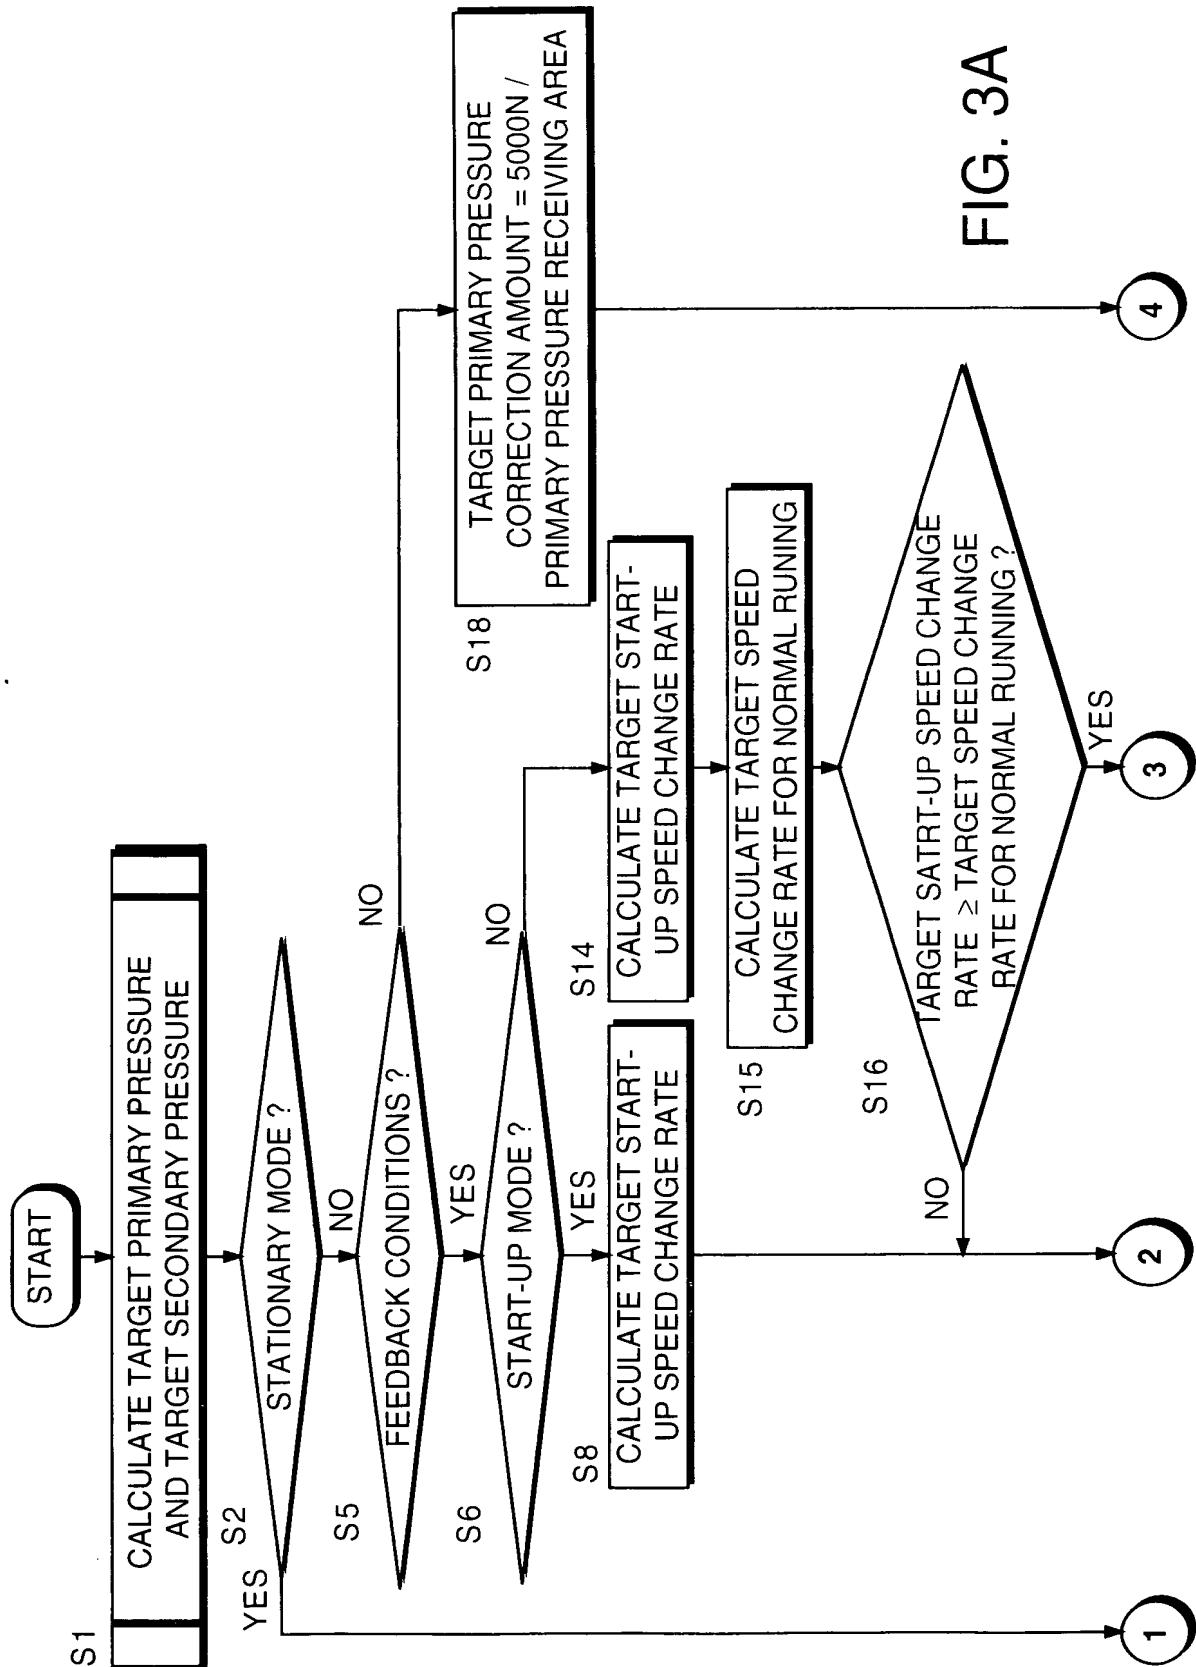 START
S1
CALCULATE TARGET PRIMARY PRESSURE
AND TARGET SECONDARY PRESSURE
S2
STATIONARY MODE ?
YES
NO
S5
FEEDBACK CONDITIONS ?
NO
YES
S6
START-UP MODE ?
NO
YES
S8
CALCULATE TARGET START-
UP SPEED CHANGE RATE
S14
CALCULATE TARGET START-
UP SPEED CHANGE RATE
S15
CALCULATE TARGET SPEED
CHANGE RATE FOR NORMAL RUNING
S16
TARGET SATRT-UP SPEED CHANGE
RATE ≥ TARGET SPEED CHANGE
RATE FOR NORMAL RUNNING ?
NO
YES
S18
TARGET PRIMARY PRESSURE
CORRECTION AMOUNT = 5000N /
PRIMARY PRESSURE RECEIVING AREA
1
2
3
4
FIG. 3A